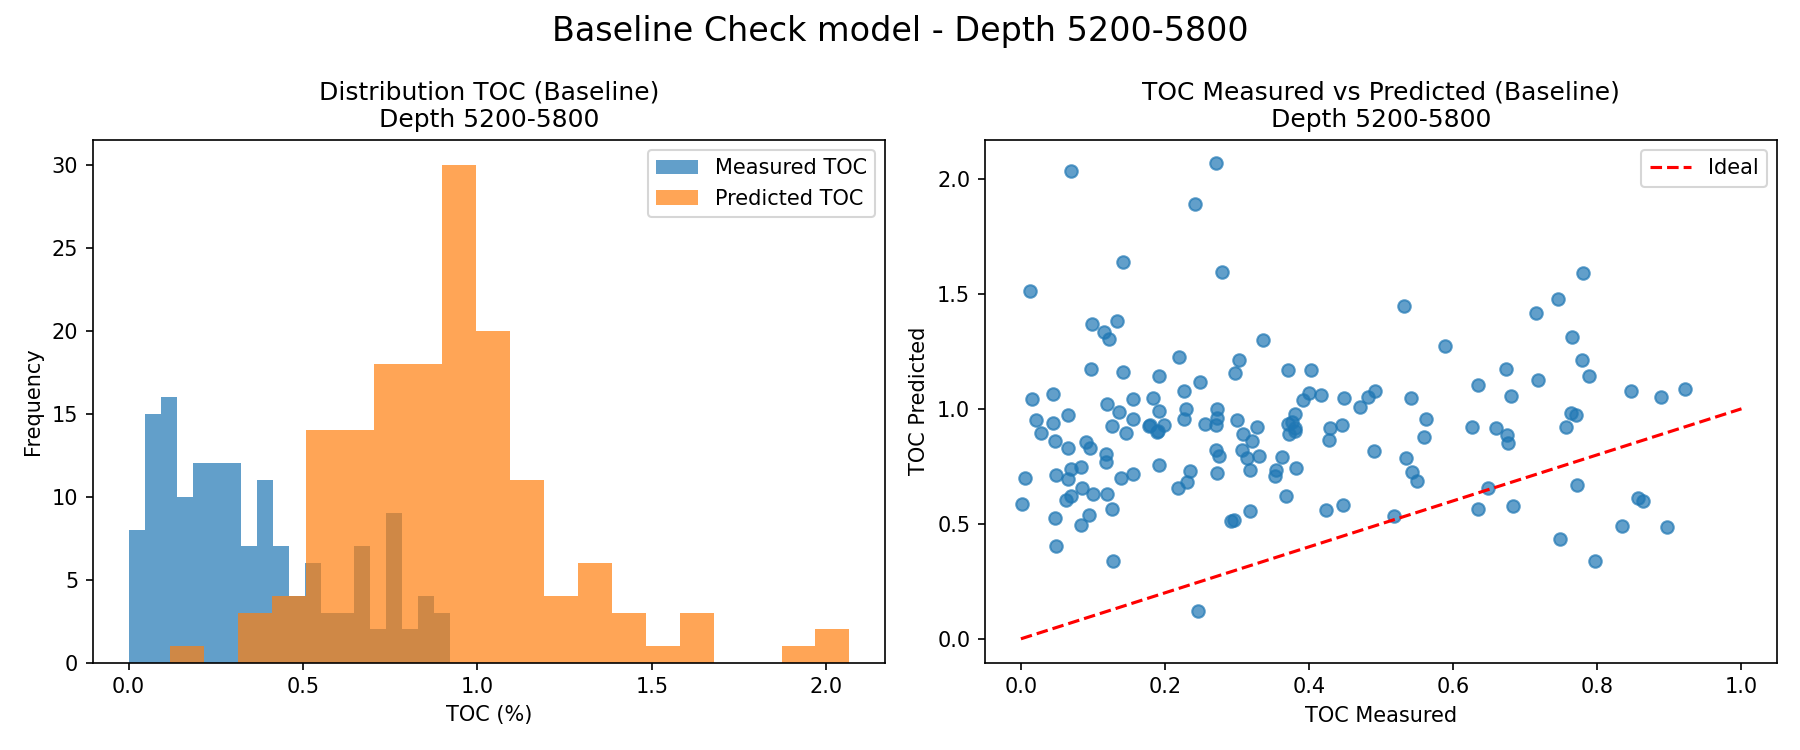 Baseline Check model - Depth 5200-5800
Distribution TOC (Baseline)
Depth 5200-5800
Measured TOC
Predicted TOC
Frequency
30
25
20
15
10
5
0
0.0 0.5 1.0 1.5 2.0
TOC (%)
TOC Measured vs Predicted (Baseline)
Depth 5200-5800
Ideal
TOC Predicted
2.0
1.5
1.0
0.5
0.0
0.0 0.2 0.4 0.6 0.8 1.0
TOC Measured